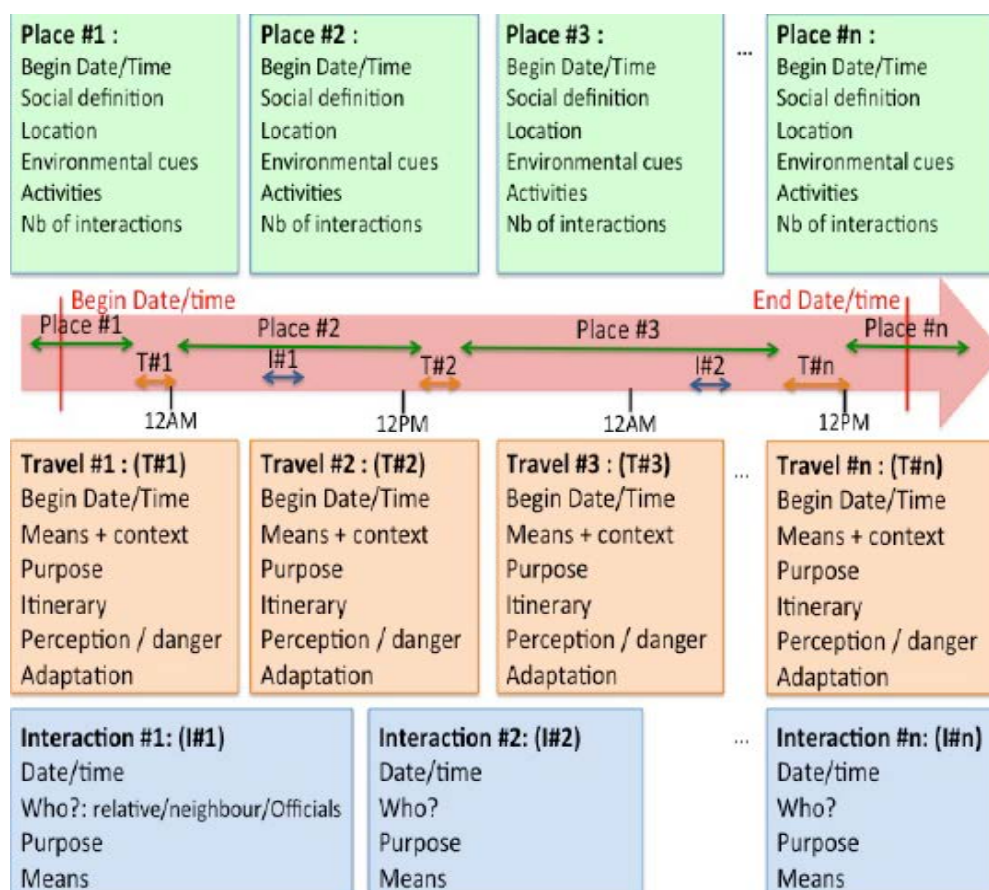 Place #1 :
Begin Date/Time
Social definition
Location
Environmental cues
Activities
Nb of interactions
Place #2 :
Begin Date/Time
Social definition
Location
Environmental cues
Activities
Nb of interactions
Place #3 :
Begin Date/Time
Social definition
Location
Environmental cues
Activities
Nb of interactions
...
Place #n :
Begin Date/Time
Social definition
Location
Environmental cues
Activities
Nb of interactions
Begin Date/time
End Date/time
Place #1
Place #2
Place #3
Place #n
T#1
I#1
T#2
I#2
T#n
12AM
12PM
12AM
12PM
Travel #1 : (T#1)
Begin Date/Time
Means + context
Purpose
Itinerary
Perception / danger
Adaptation
Travel #2 : (T#2)
Begin Date/Time
Means + context
Purpose
Itinerary
Perception / danger
Adaptation
Travel #3 : (T#3)
Begin Date/Time
Means + context
Purpose
Itinerary
Perception / danger
Adaptation
...
Travel #n : (T#n)
Begin Date/Time
Means + context
Purpose
Itinerary
Perception / danger
Adaptation
Interaction #1: (I#1)
Date/time
Who?: relative/neighbour/Officials
Purpose
Means
Interaction #2: (I#2)
Date/time
Who?
Purpose
Means
...
Interaction #n: (I#n)
Date/time
Who?
Purpose
Means